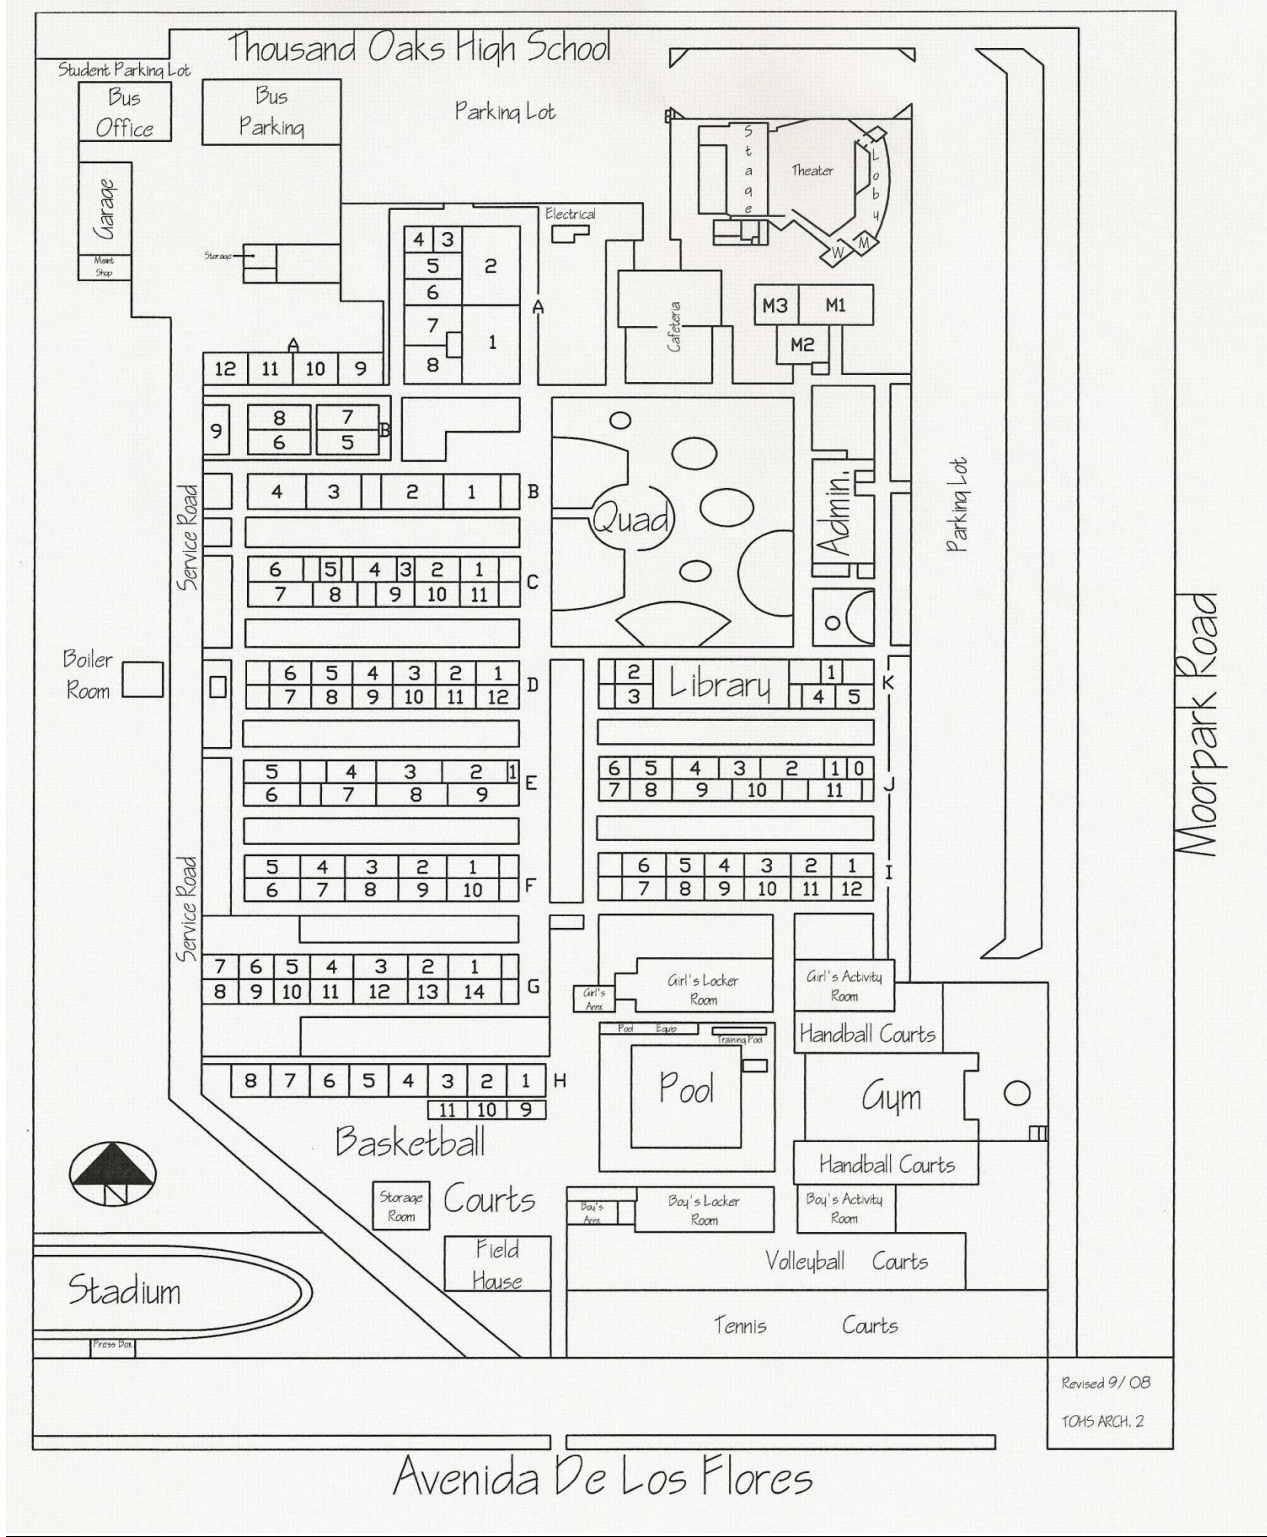 Thousand Oaks High School
Student Parking Lot
Bus
Office
Bus
Parking
Parking Lot
Stage
Theater
Lobby
W
M
Garage
Maint
Shop
Storage
Electrical
4 3
5
2
6
7
1
8
A
Cafeteria
M3 M1
M2
A
12 11 10 9
9
8 7
6 5
B
4 3 2 1 B
Quad
Admin.
Parking Lot
Service Road
6 5 4 3 2 1
7 8 9 10 11
C
Moorpark Road
Boiler
Room
6 5 4 3 2 1
7 8 9 10 11 12
D
2
3
Library
1
4 5
K
5 4 3 2 1
6 7 8 9
E
6 5 4 3 2 1 0
7 8 9 10 11
J
Service Road
5 4 3 2 1
6 7 8 9 10
F
6 5 4 3 2 1
7 8 9 10 11 12
I
7 6 5 4 3 2 1
8 9 10 11 12 13 14
G
Girl's
Annx
Girl's Locker
Room
Girl's Activity
Room
Handball Courts
Pool Equip
Training Pool
Pool
Gym
8 7 6 5 4 3 2 1 H
11 10 9
Basketball
Courts
Handball Courts
N
Storage
Room
Boy's
Annx
Boy's Locker
Room
Boy's Activity
Room
Field
House
Volleyball Courts
Stadium
Press Box
Tennis Courts
Revised 9/08
TOHS ARCH. 2
Avenida De Los Flores